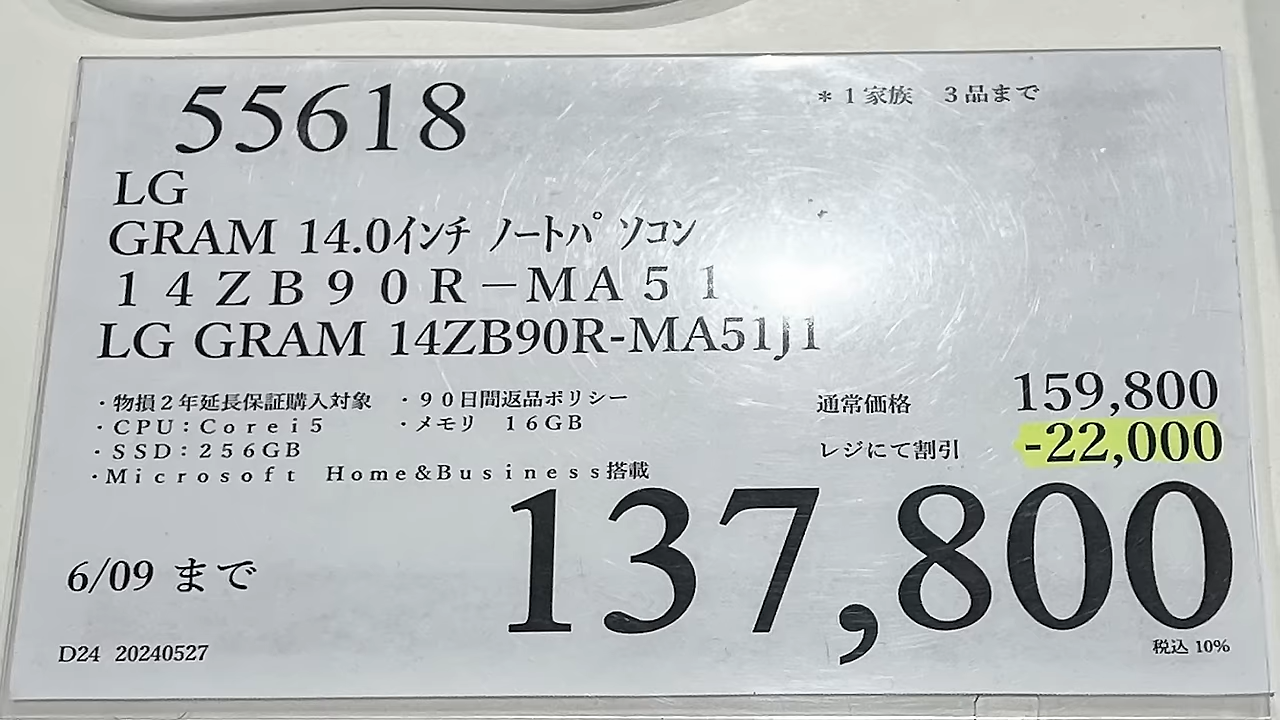 55618
*1家族 3品まで
LG
GRAM 14.0インチ ノートパソコン
14ZB90R-MA51
LG GRAM 14ZB90R-MA51J1
・物損2年延長保証購入対象 ・90日間返品ポリシー
・CPU:Corei5 ・メモリ 16GB
・SSD:256GB
・Microsoft Home&Business搭載
通常価格 159,800
レジにて割引 -22,000
137,800
6/09 まで
税込 10%
D24 20240527